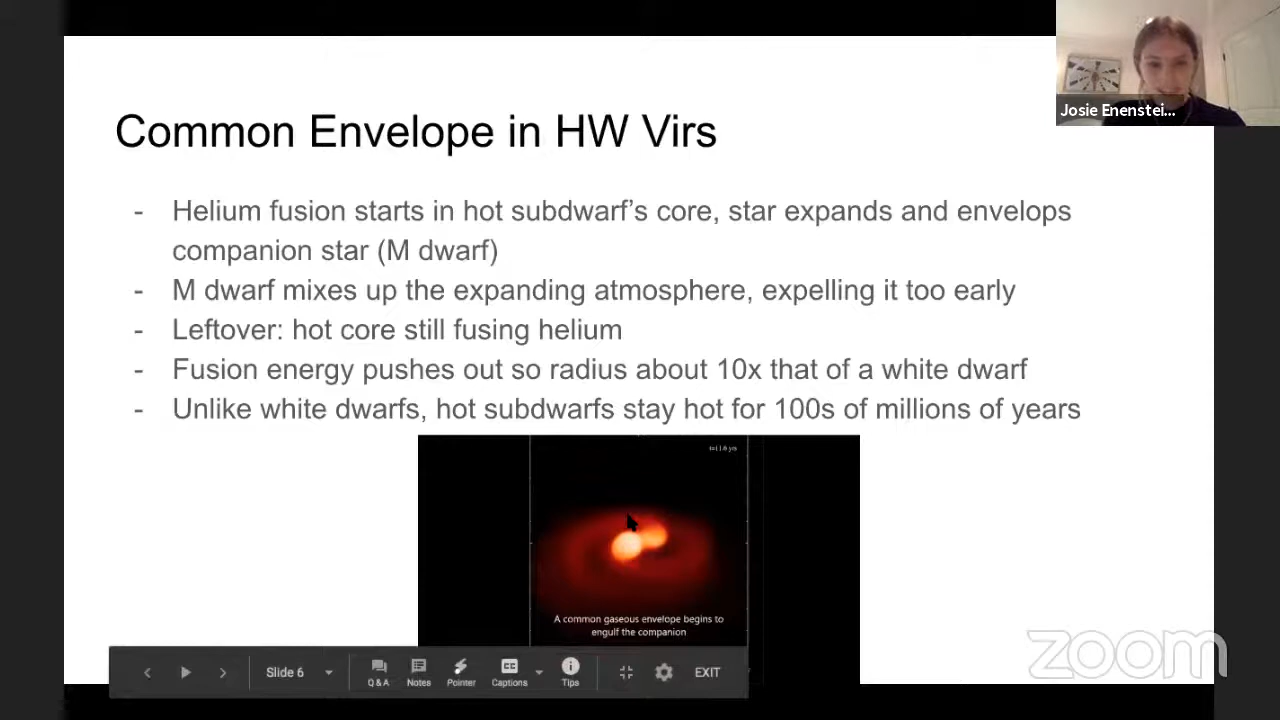 Josie Enenstei...
Common Envelope in HW Virs
- Helium fusion starts in hot subdwarf's core, star expands and envelops
companion star (M dwarf)
- M dwarf mixes up the expanding atmosphere, expelling it too early
- Leftover: hot core still fusing helium
- Fusion energy pushes out so radius about 10x that of a white dwarf
- Unlike white dwarfs, hot subdwarfs stay hot for 100s of millions of years
A common gaseous envelope begins to
engulf the companion
Slide 6
Q & A
Notes
Pointer
CC
Captions
Tips
EXIT
zoom